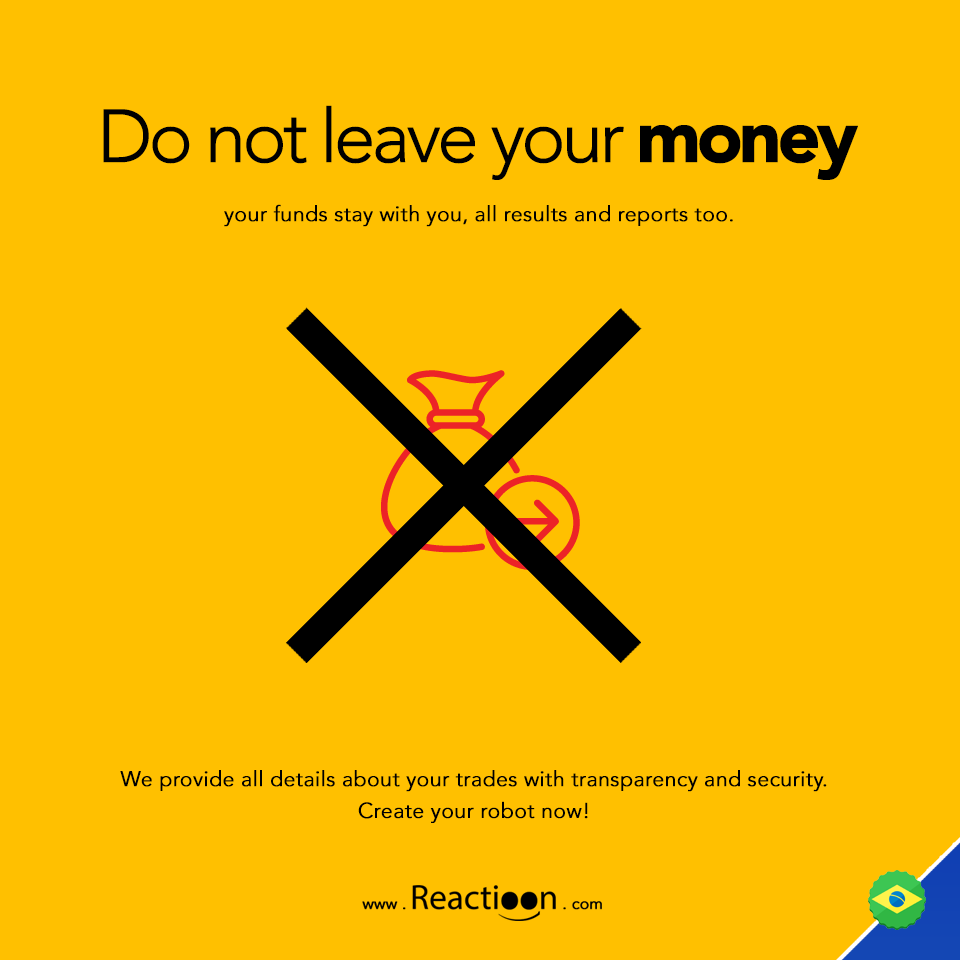 Do not leave your money
your funds stay with you, all results and reports too.
We provide all details about your trades with transparency and security.
Create your robot now!
www . Reactioon . com